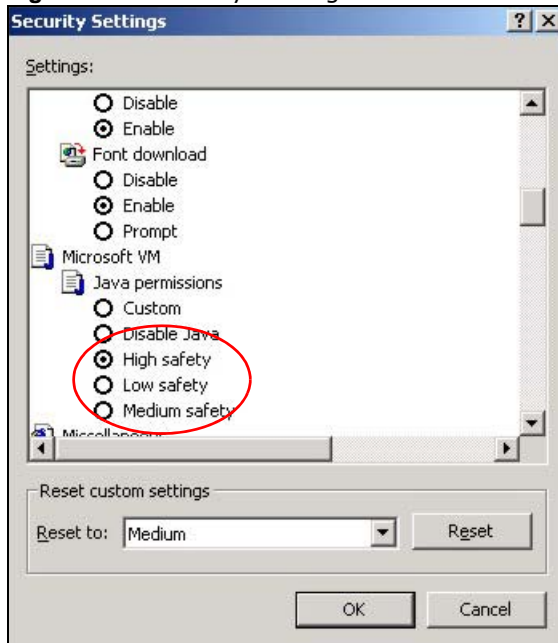 Security Settings
Settings:
Disable
Enable
Font download
Disable
Enable
Prompt
Microsoft VM
Java permissions
Custom
Disable Java
High safety
Low safety
Medium safety
Miscellaneous
Reset custom settings
Reset to: Medium Reset
OK Cancel